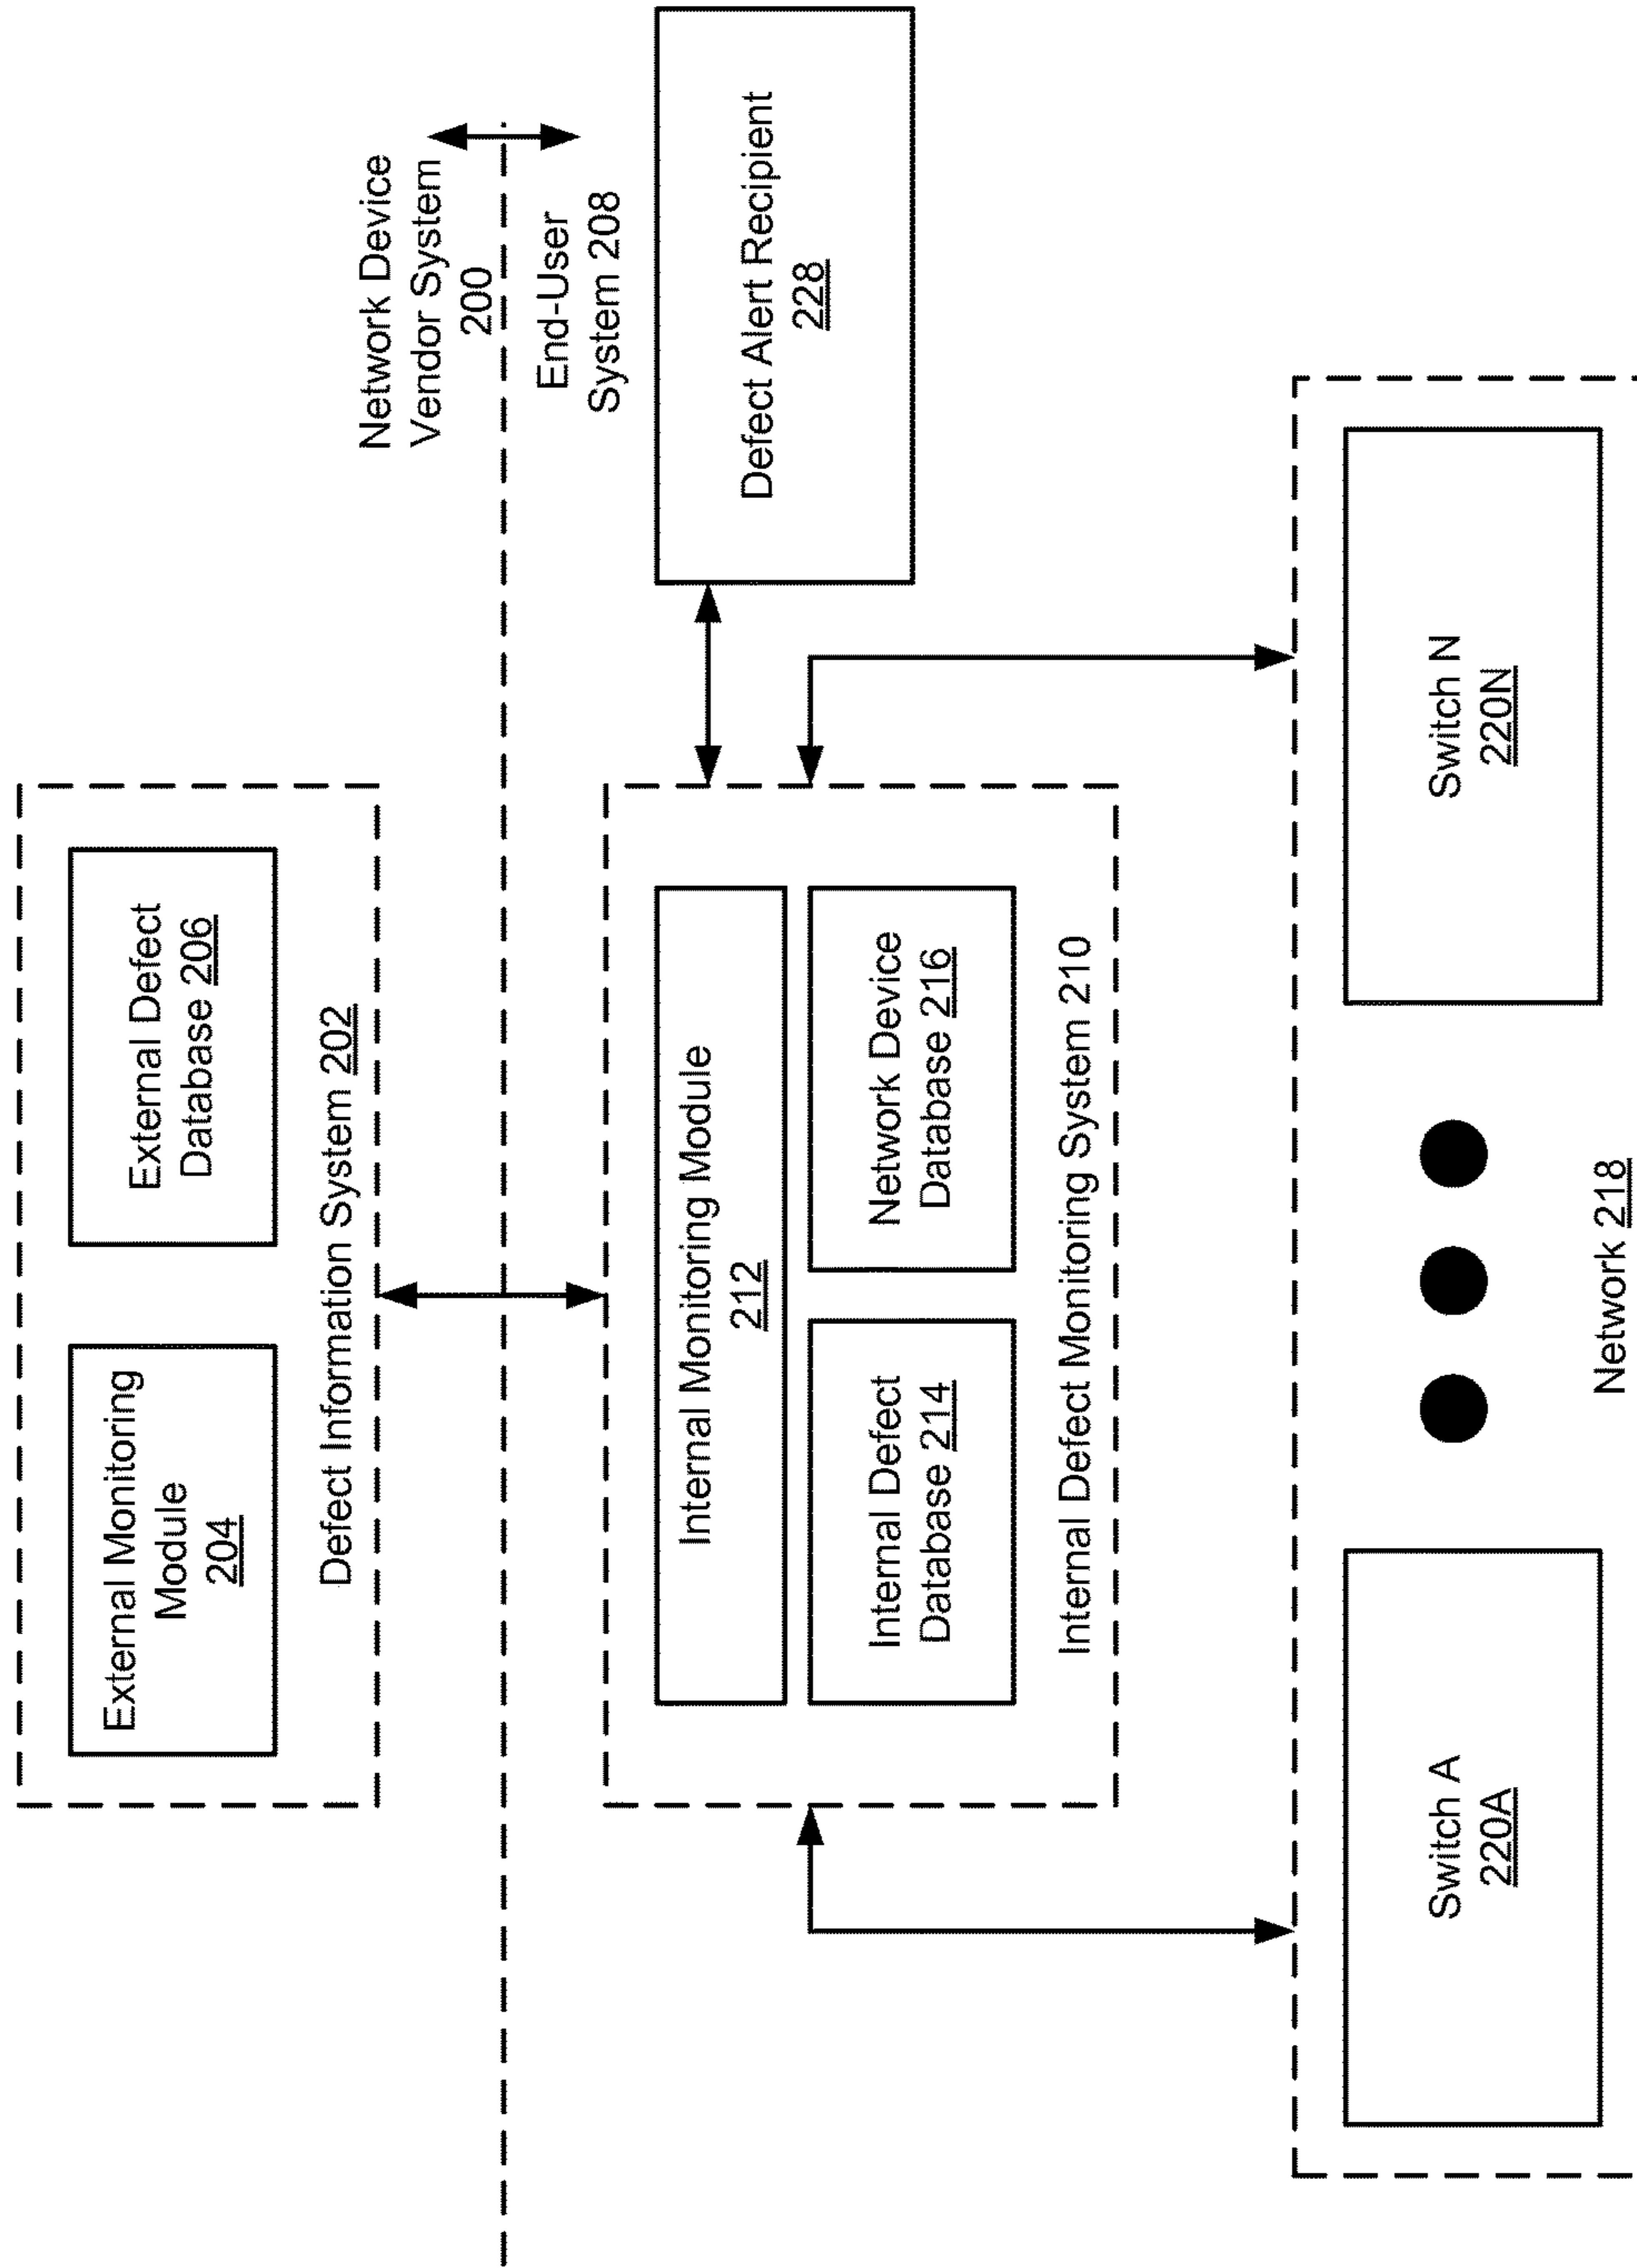 External Monitoring
Module
204
External Defect
Database 206
Defect Information System 202
Network Device
Vendor System
200
End-User
System 208
Internal Monitoring Module
212
Internal Defect
Database 214
Network Device
Database 216
Internal Defect Monitoring System 210
Defect Alert Recipient
228
Switch A
220A
Switch N
220N
Network 218